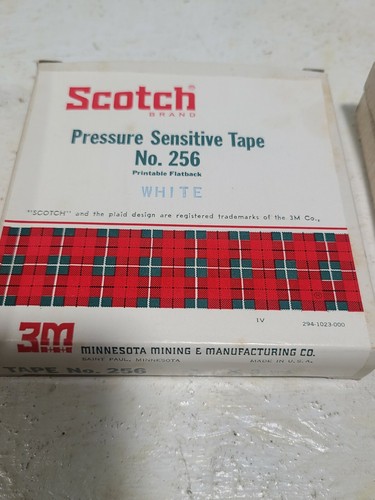 Scotch®
BRAND
Pressure Sensitive Tape
No. 256
Printable Flatback
WHITE
"SCOTCH" and the plaid design are registered trademarks of the 3M Co.,
1V 294-1023-000
3M
MINNESOTA MINING & MANUFACTURING CO.
SAINT PAUL, MINNESOTA MADE IN U.S.A.
TAPE No. 256